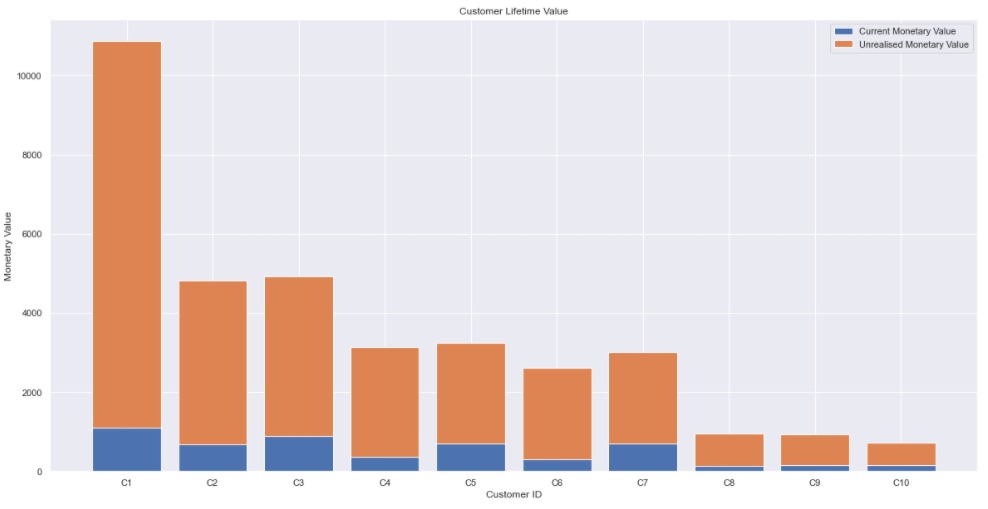 Customer Lifetime Value
Current Monetary Value
Unrealised Monetary Value
Monetary Value
10000
8000
6000
4000
2000
0
C1 C2 C3 C4 C5 C6 C7 C8 C9 C10
Customer ID